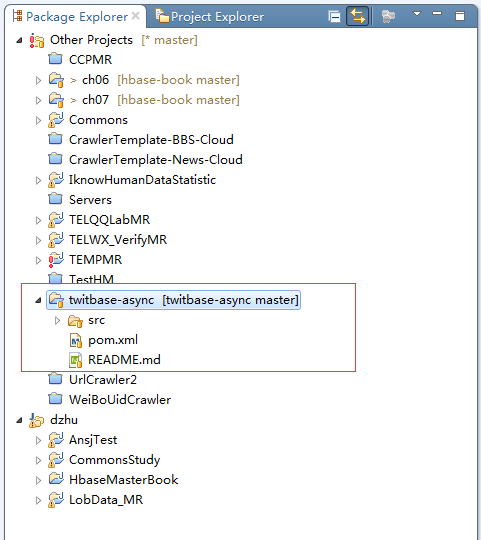 Package Explorer Project Explorer
Other Projects [* master]
CCPMR
> ch06 [hbase-book master]
> ch07 [hbase-book master]
Commons
CrawlerTemplate-BBS-Cloud
CrawlerTemplate-News-Cloud
IknowHumanDataStatistic
Servers
TELQQLabMR
TELWX_VerifyMR
TEMPMR
TestHM
twitbase-async [twitbase-async master]
src
pom.xml
README.md
UrlCrawler2
WeiBoUidCrawler
dzhu
AnsjTest
CommonsStudy
HbaseMasterBook
LobData_MR